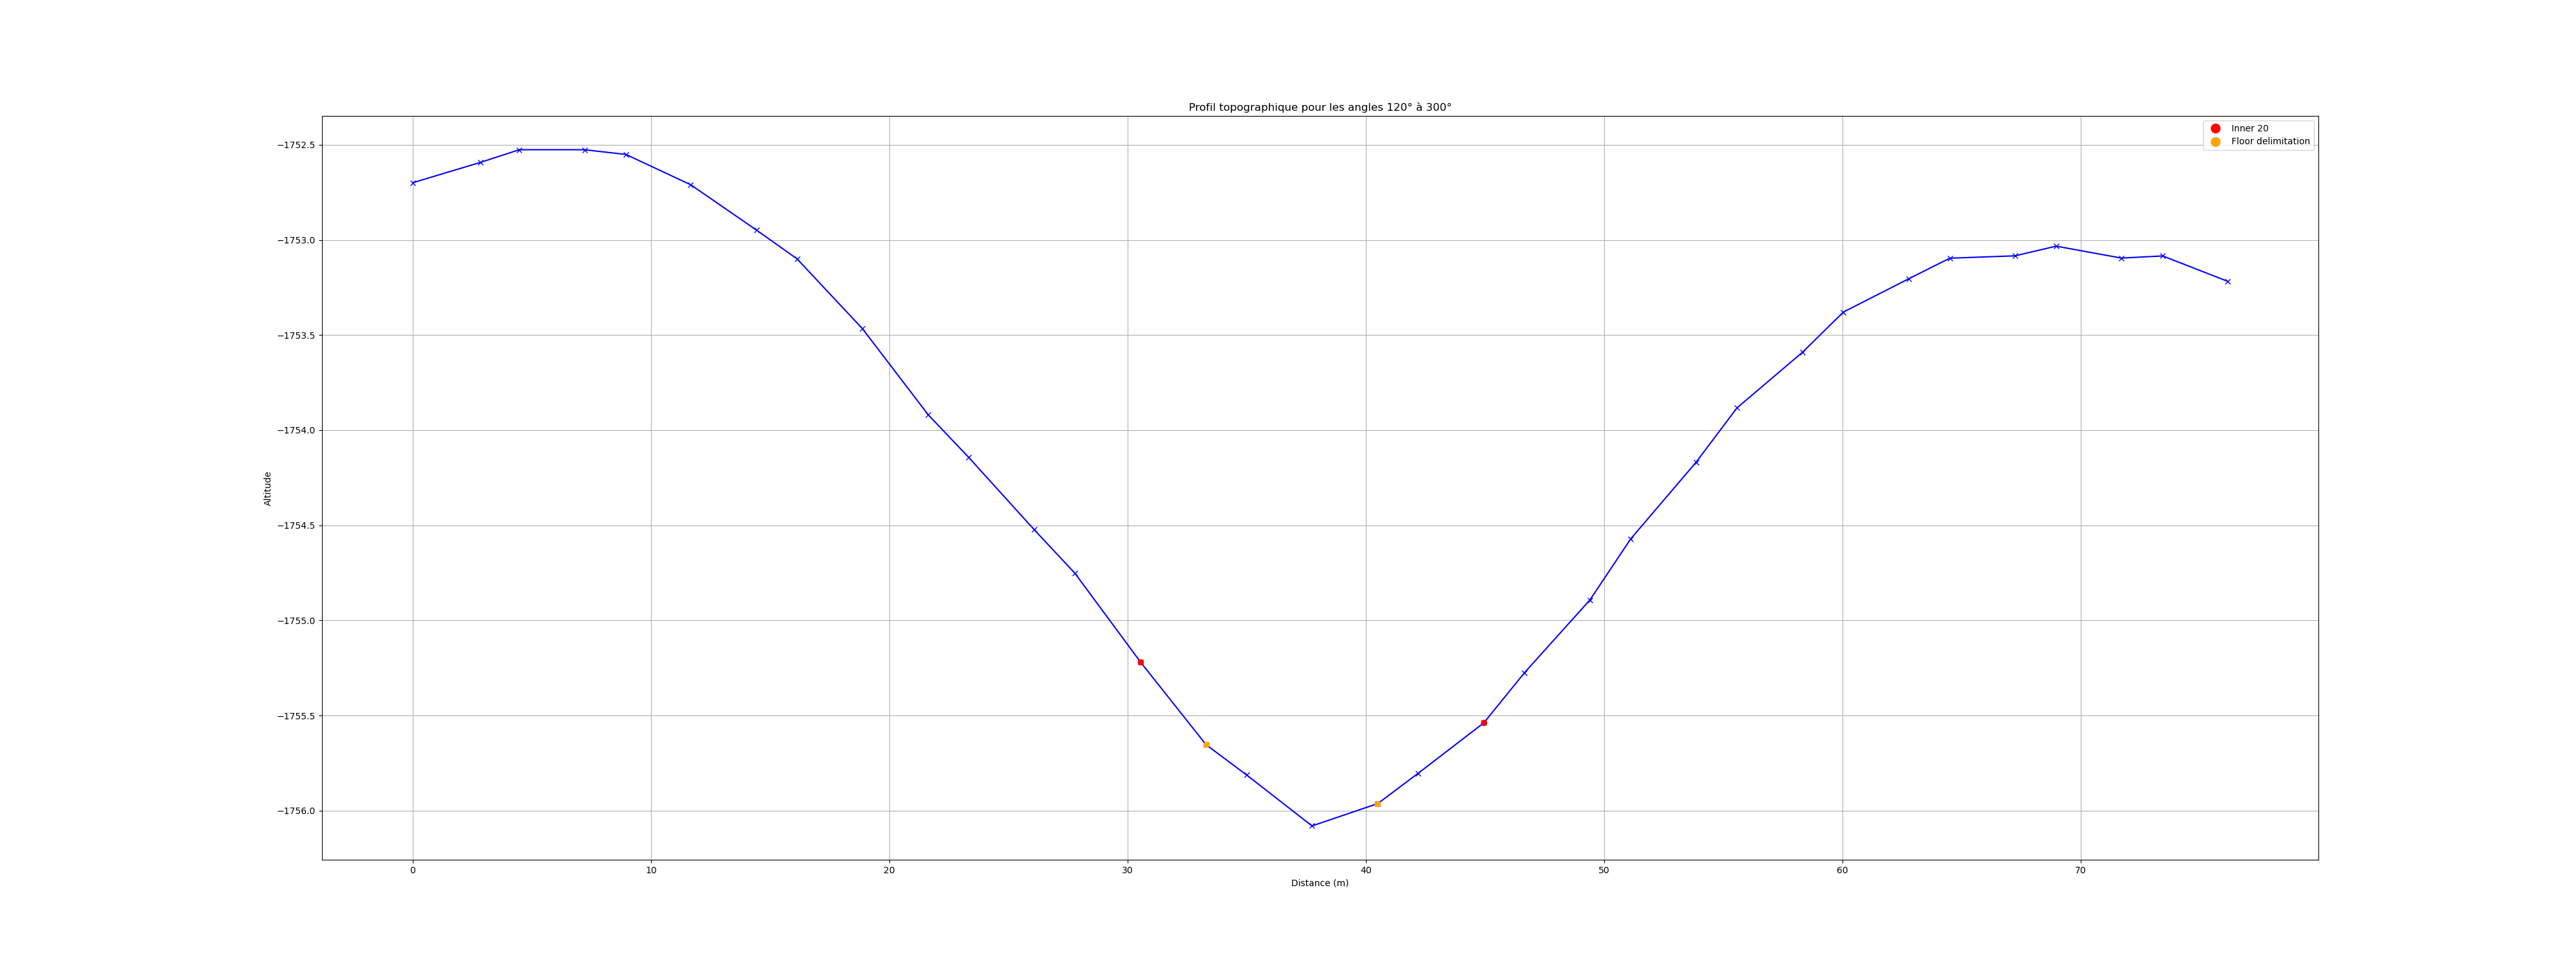 Profil topographique pour les angles 120° à 300°
Inner 20
Floor delimitation
−1752.5
−1753.0
−1753.5
−1754.0
−1754.5
−1755.0
−1755.5
−1756.0
Altitude
0 10 20 30 40 50 60 70
Distance (m)